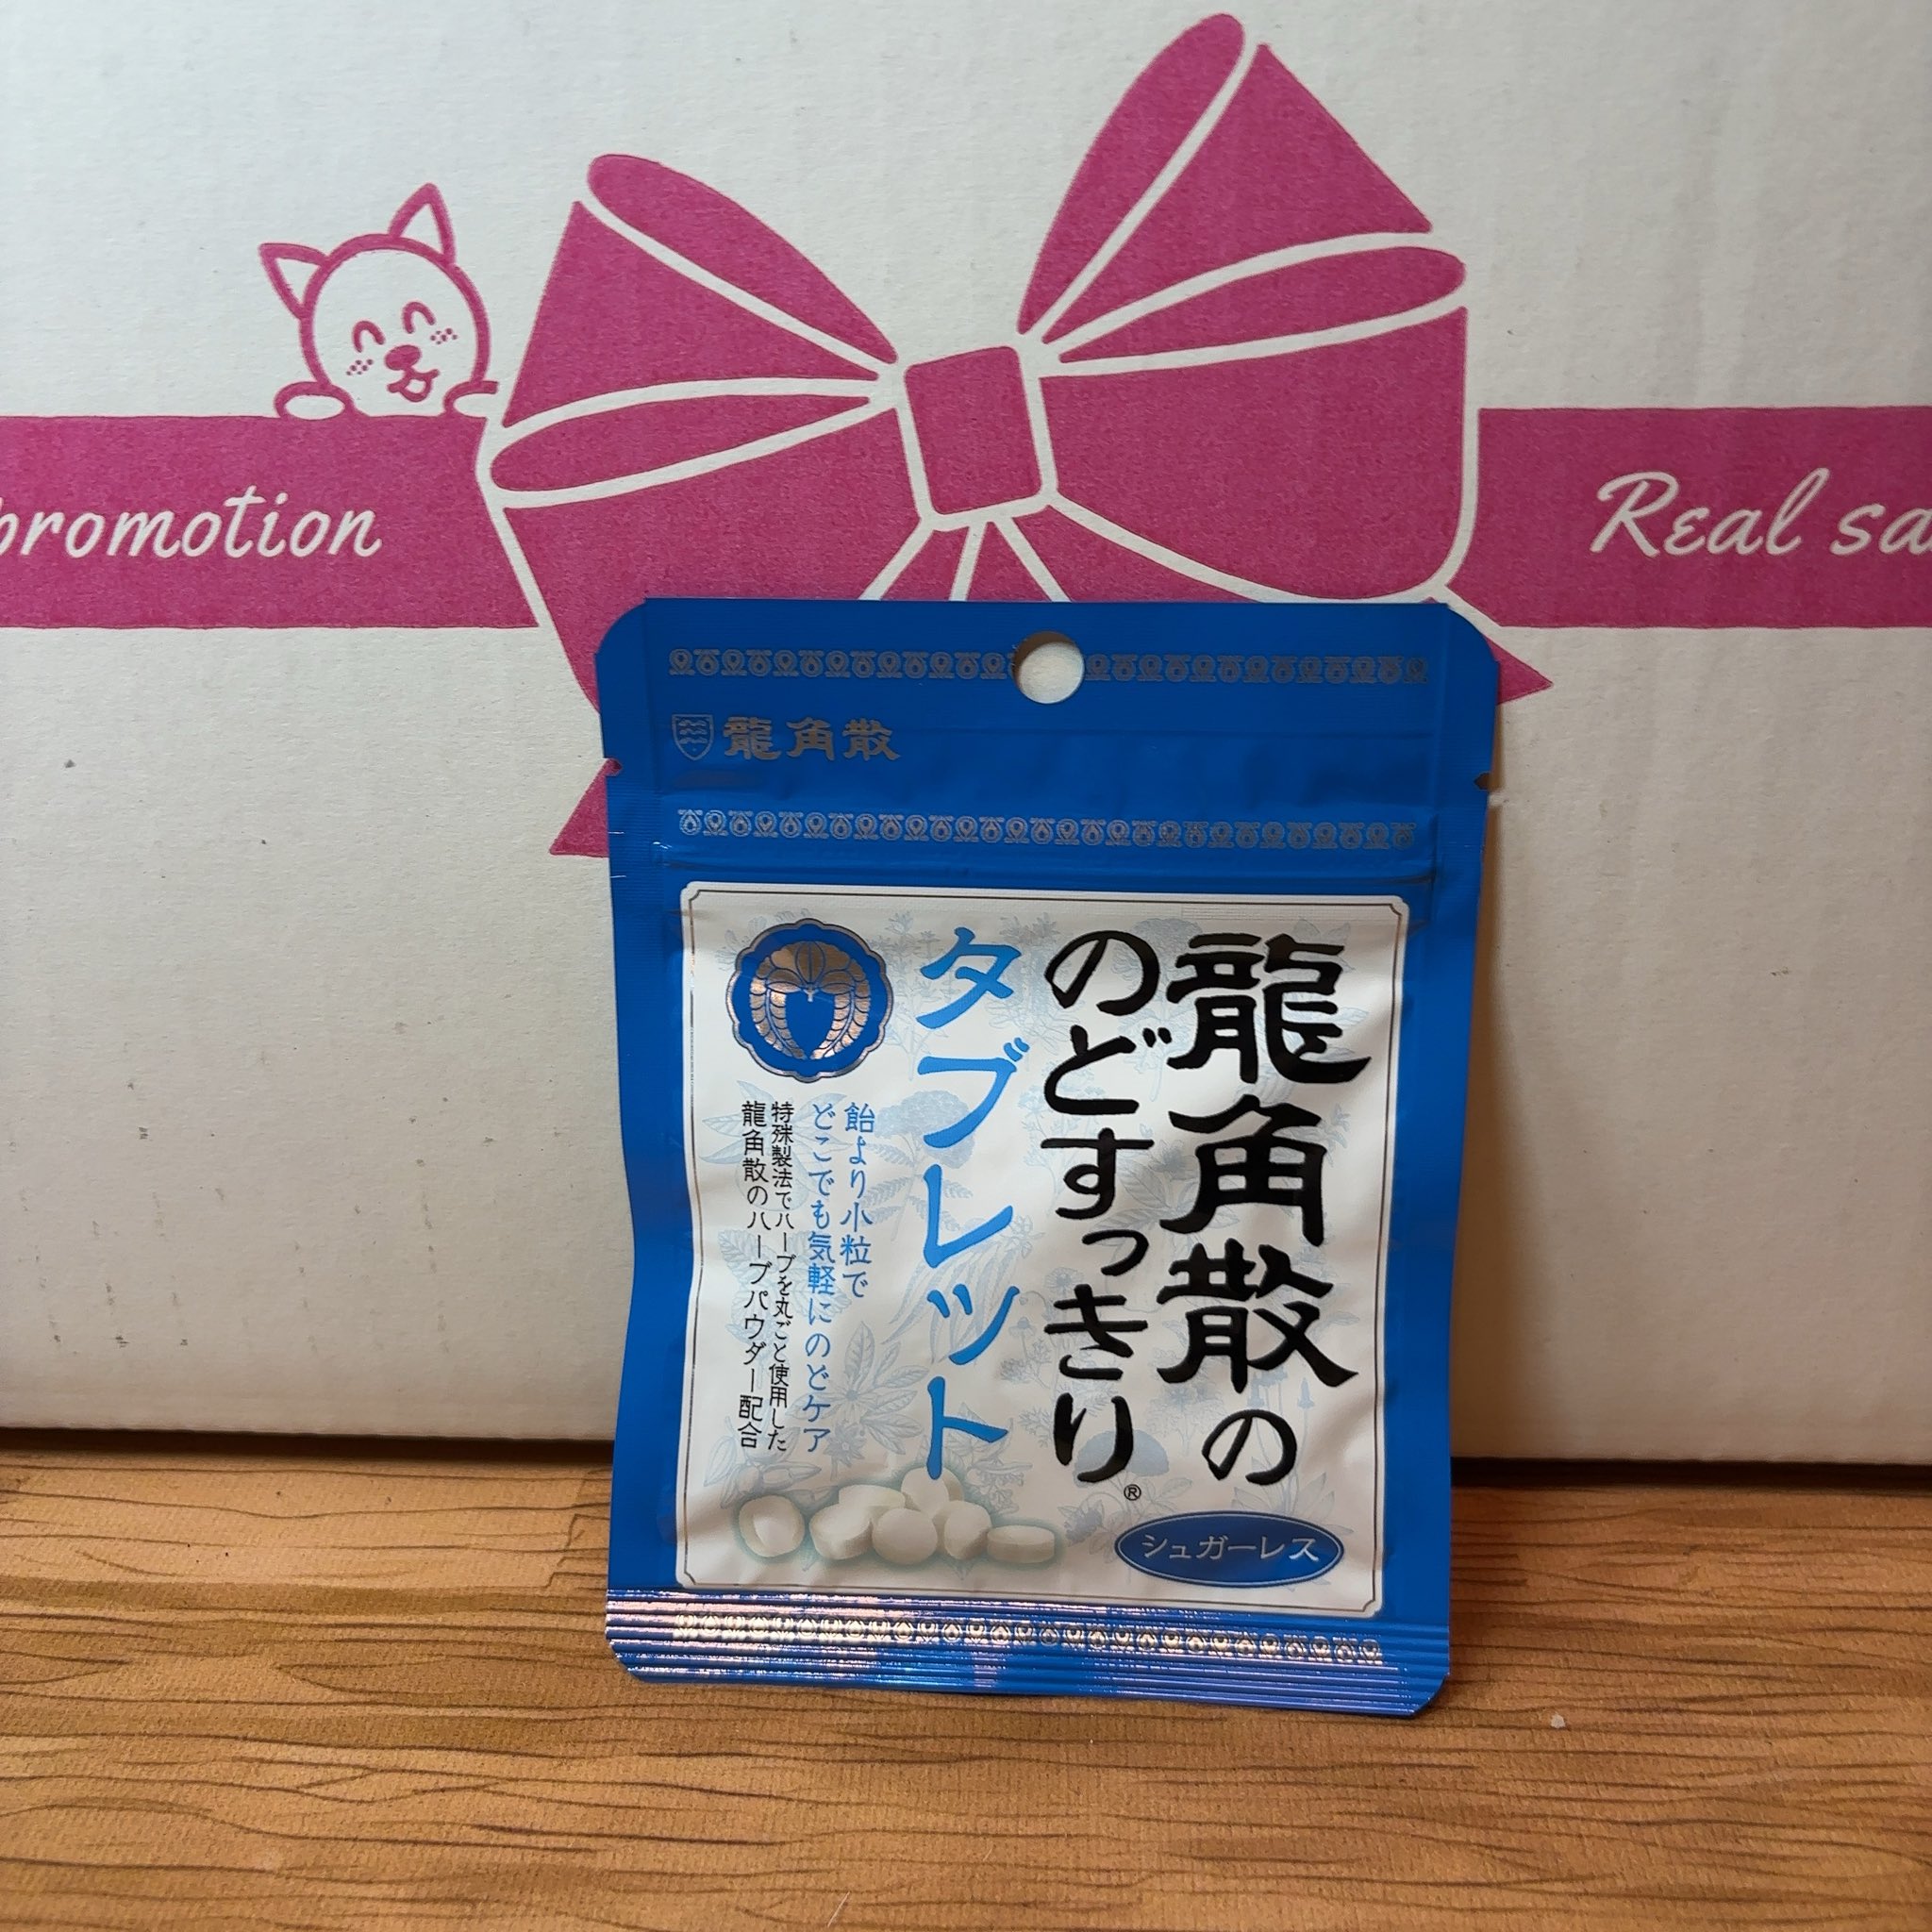 promotion
Real sa
龍角散
龍角散の
のどすっきり®
タブレット
飴より小粒で
どこでも気軽にのどケア
特殊製法でハーブを丸ごと使用した
龍角散のハーブパウダー配合
シュガーレス